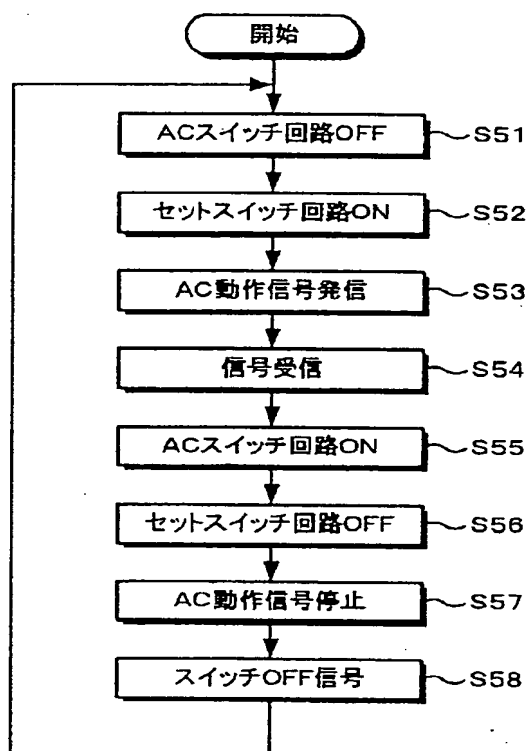 開始
ACスイッチ回路OFF S51
セットスイッチ回路ON S52
AC動作信号発信 S53
信号受信 S54
ACスイッチ回路ON S55
セットスイッチ回路OFF S56
AC動作信号停止 S57
スイッチOFF信号 S58